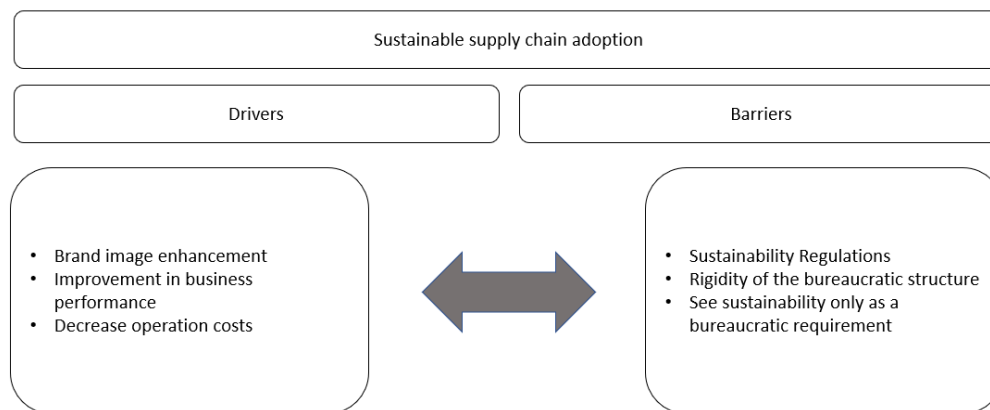 Sustainable supply chain adoption
Drivers
Barriers
• Brand image enhancement
• Improvement in business
performance
• Decrease operation costs
• Sustainability Regulations
• Rigidity of the bureaucratic structure
• See sustainability only as a
bureaucratic requirement